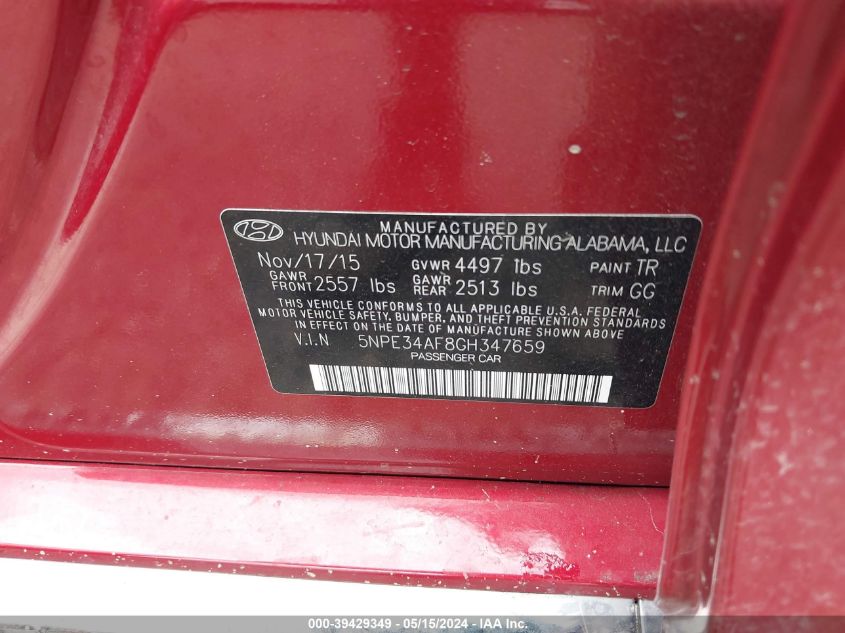 MANUFACTURED BY
HYUNDAI MOTOR MANUFACTURING ALABAMA, LLC
Nov/17/15 GVWR 4497 lbs PAINT TR
GAWR FRONT 2557 lbs GAWR REAR 2513 lbs TRIM GG
THIS VEHICLE CONFORMS TO ALL APPLICABLE U.S.A. FEDERAL
MOTOR VEHICLE SAFETY, BUMPER, AND THEFT PREVENTION STANDARDS
IN EFFECT ON THE DATE OF MANUFACTURE SHOWN ABOVE
V.I.N 5NPE34AF8GH347659
PASSENGER CAR
000-39429349 - 05/15/2024 - IAA Inc.